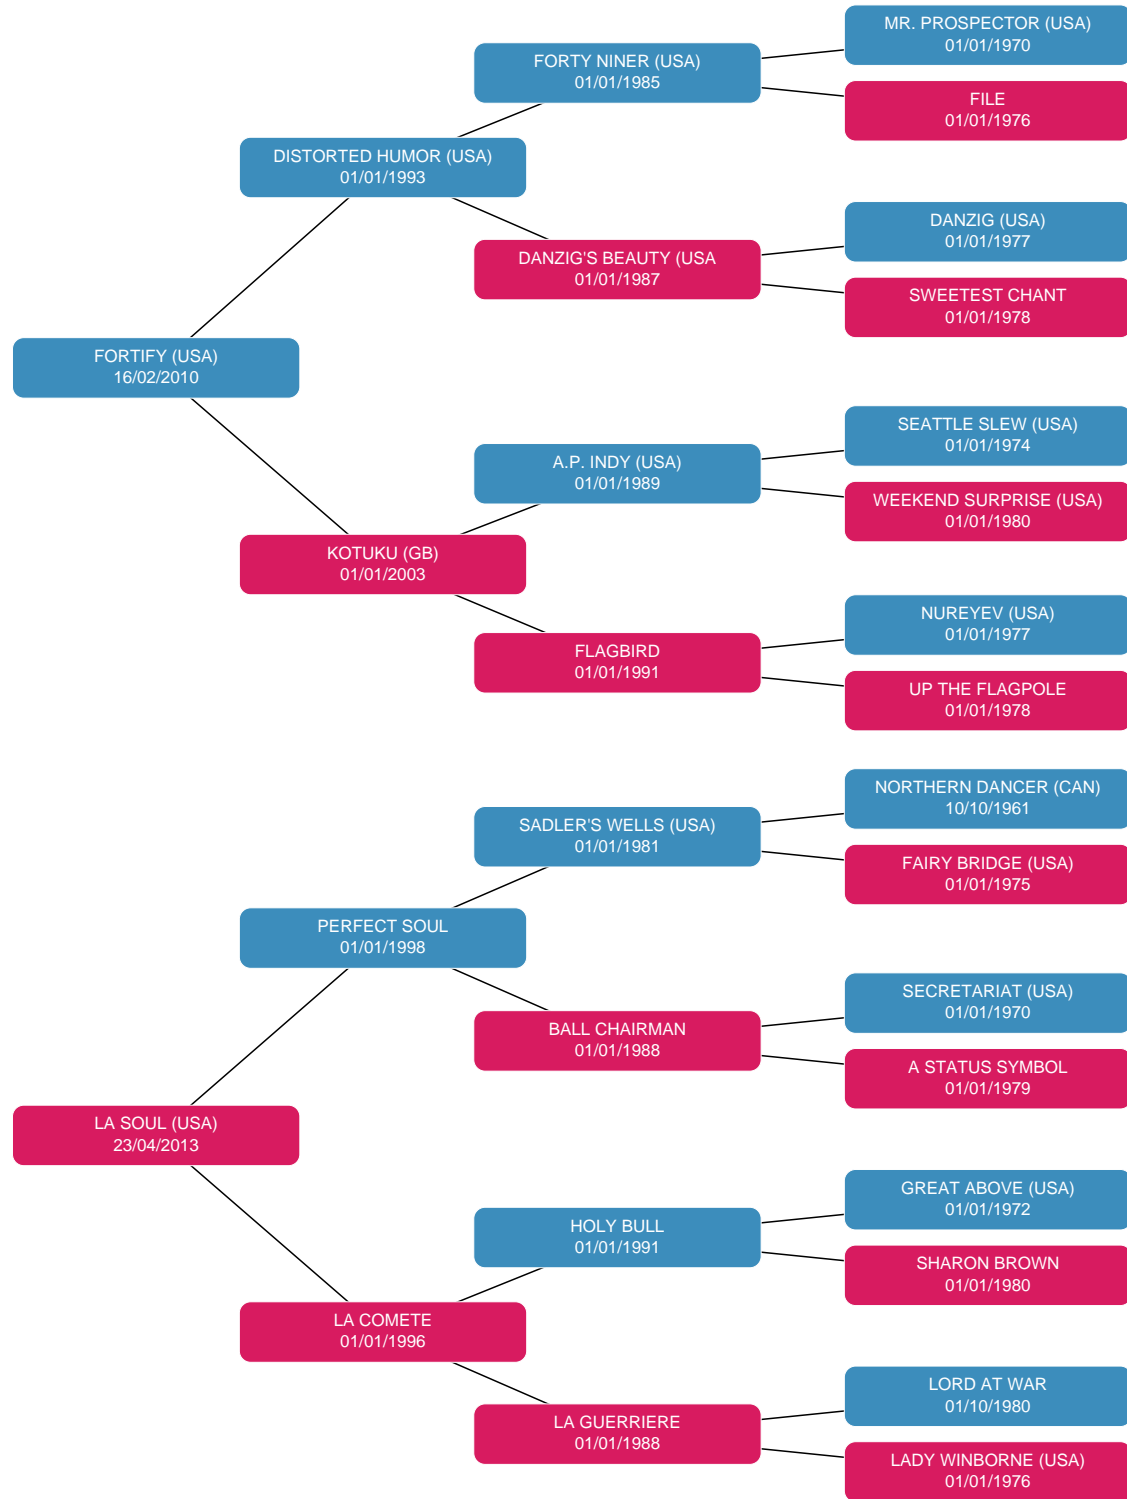 MR. PROSPECTOR (USA)
01/01/1970
FORTY NINER (USA)
01/01/1985
FILE
01/01/1976
DISTORTED HUMOR (USA)
01/01/1993
DANZIG (USA)
01/01/1977
DANZIG'S BEAUTY (USA
01/01/1987
SWEETEST CHANT
01/01/1978
FORTIFY (USA)
16/02/2010
SEATTLE SLEW (USA)
01/01/1974
A.P. INDY (USA)
01/01/1989
WEEKEND SURPRISE (USA)
01/01/1980
KOTUKU (GB)
01/01/2003
NUREYEV (USA)
01/01/1977
FLAGBIRD
01/01/1991
UP THE FLAGPOLE
01/01/1978
NORTHERN DANCER (CAN)
10/10/1961
SADLER'S WELLS (USA)
01/01/1981
FAIRY BRIDGE (USA)
01/01/1975
PERFECT SOUL
01/01/1998
SECRETARIAT (USA)
01/01/1970
BALL CHAIRMAN
01/01/1988
A STATUS SYMBOL
01/01/1979
LA SOUL (USA)
23/04/2013
GREAT ABOVE (USA)
01/01/1972
HOLY BULL
01/01/1991
SHARON BROWN
01/01/1980
LA COMETE
01/01/1996
LORD AT WAR
01/10/1980
LA GUERRIERE
01/01/1988
LADY WINBORNE (USA)
01/01/1976